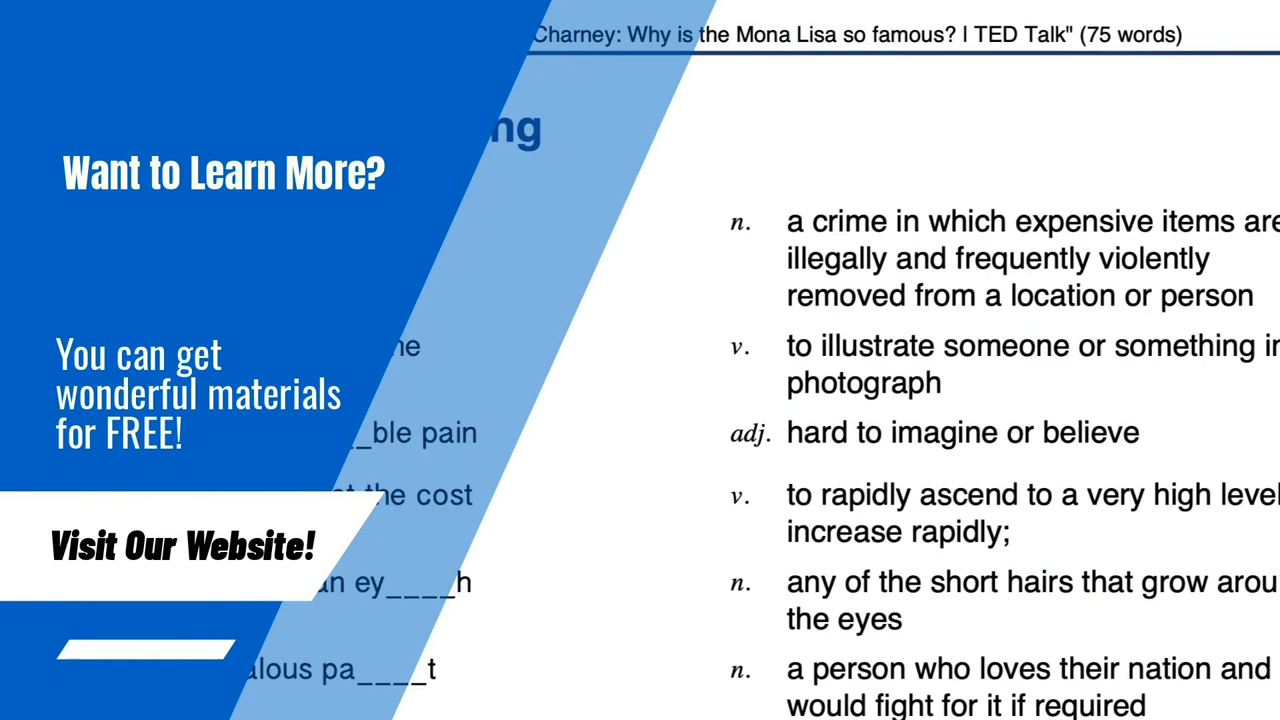 Charney: Why is the Mona Lisa so famous? | TED Talk" (75 words)
ng
Want to Learn More?
You can get
wonderful materials
for FREE!
Visit Our Website!
n. a crime in which expensive items are
illegally and frequently violently
removed from a location or person
v. to illustrate someone or something in
photograph
_ble pain
adj. hard to imagine or believe
the cost
v. to rapidly ascend to a very high level
increase rapidly;
an ey____h
n. any of the short hairs that grow arou
the eyes
alous pa____t
n. a person who loves their nation and
would fight for it if required